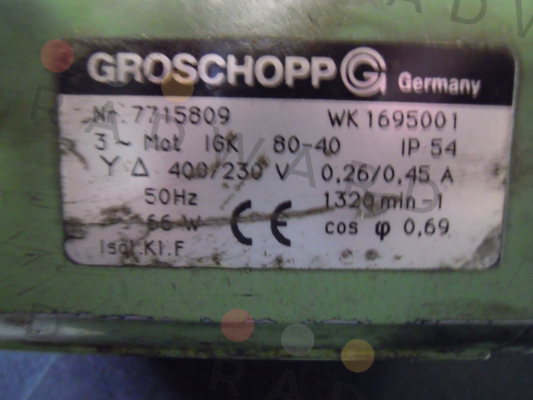 GROSCHOPP G Germany
Nr. 7715809 WK 1695001
3~ Mot IGK 80-40 IP 54
Y Δ 400/230 V 0,26/0,45 A
50Hz 1320 min-1
66 W CE cos φ 0,69
Isol.Kl.F